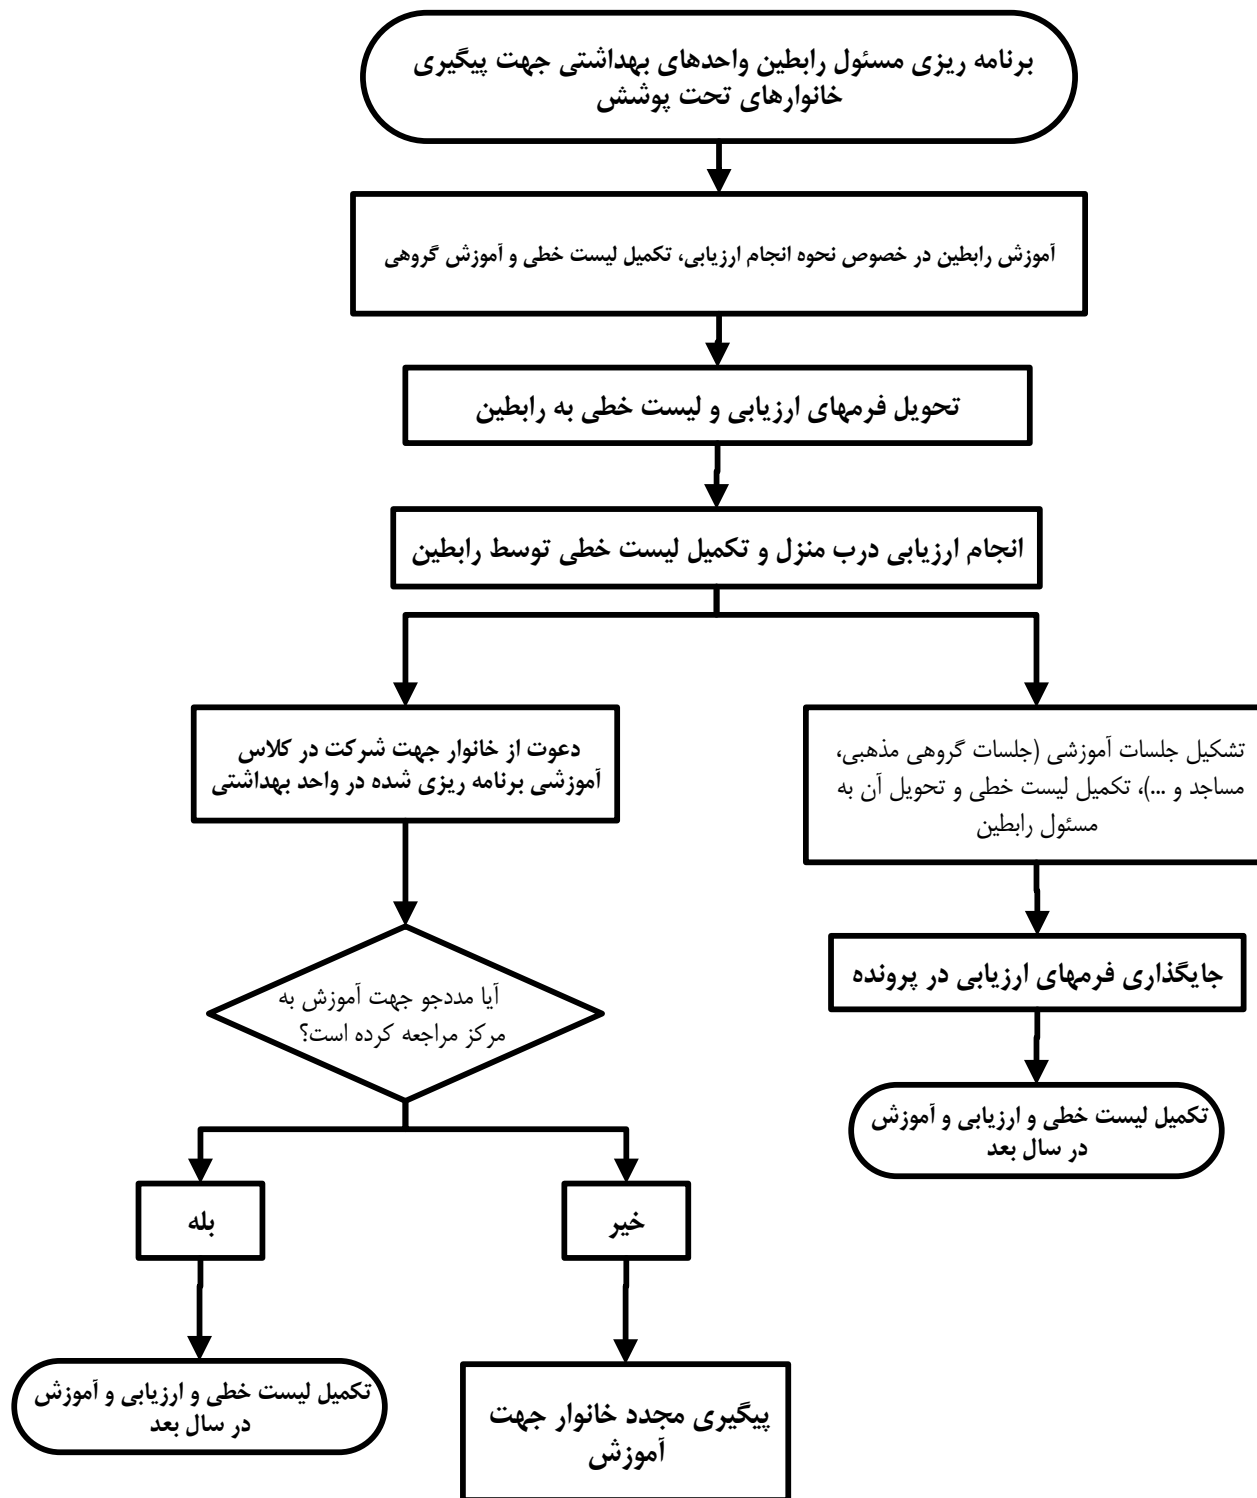 برنامه ریزی مسئول رابطین واحدهای بهداشتی جهت پیگیری
خانوارهای تحت پوشش
آموزش رابطین در خصوص نحوه انجام ارزیابی، تکمیل لیست خطی و آموزش گروهی
تحویل فرمهای ارزیابی و لیست خطی به رابطین
انجام ارزیابی درب منزل و تکمیل لیست خطی توسط رابطین
تشکیل جلسات آموزشی (جلسات گروهی مذهبی،
مساجد و ...)، تکمیل لیست خطی و تحویل آن به
مسئول رابطین
جایگذاری فرمهای ارزیابی در پرونده
تکمیل لیست خطی و ارزیابی و آموزش
در سال بعد
دعوت از خانوار جهت شرکت در کلاس
آموزشی برنامه ریزی شده در واحد بهداشتی
آیا مددجو جهت آموزش به
مرکز مراجعه کرده است؟
خیر
بله
پیگیری مجدد خانوار جهت
آموزش
تکمیل لیست خطی و ارزیابی و آموزش
در سال بعد